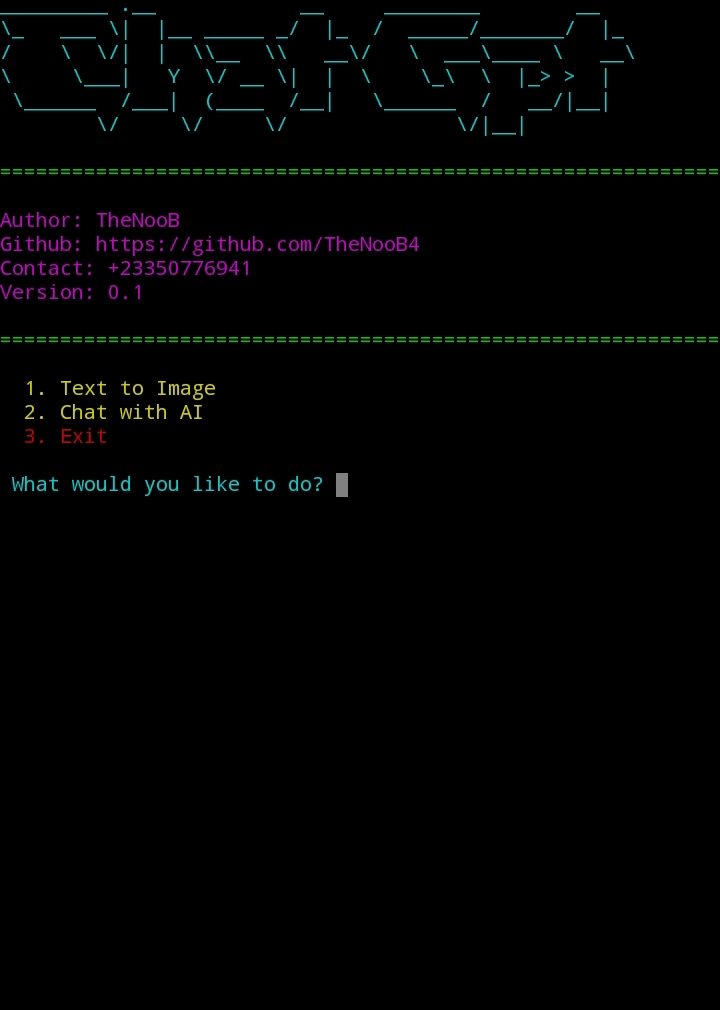 ChatGpt
================================================================
Author: TheNooB
Github: https://github.com/TheNooB4
Contact: +23350776941
Version: 0.1
================================================================
1. Text to Image
2. Chat with AI
3. Exit
What would you like to do?